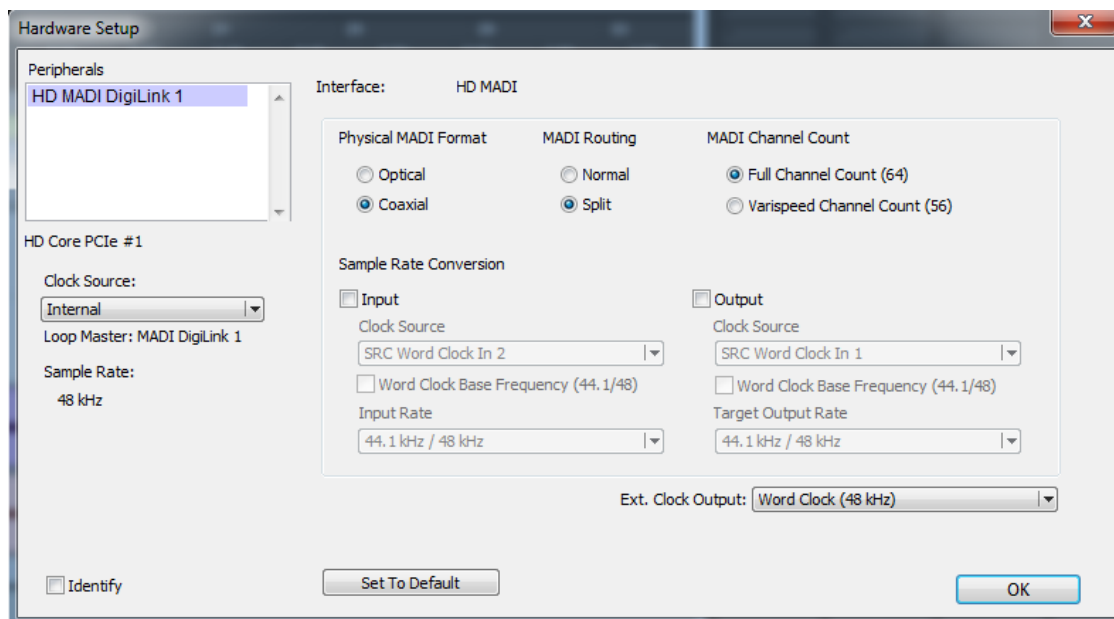 Hardware Setup
Peripherals
HD MADI DigiLink 1
HD Core PCIe #1
Clock Source:
Internal
Loop Master: MADI DigiLink 1
Sample Rate:
48 kHz
Identify
Interface: HD MADI
Physical MADI Format
Optical
Coaxial
MADI Routing
Normal
Split
MADI Channel Count
Full Channel Count (64)
Varispeed Channel Count (56)
Sample Rate Conversion
Input
Clock Source
SRC Word Clock In 2
Word Clock Base Frequency (44.1/48)
Input Rate
44.1 kHz / 48 kHz
Output
Clock Source
SRC Word Clock In 1
Word Clock Base Frequency (44.1/48)
Target Output Rate
44.1 kHz / 48 kHz
Ext. Clock Output: Word Clock (48 kHz)
Set To Default
OK